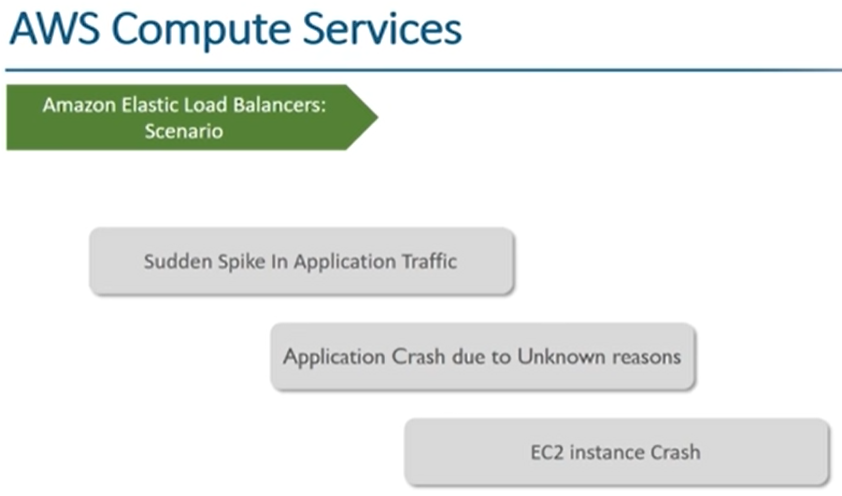 AWS Compute Services
Amazon Elastic Load Balancers:
Scenario
Sudden Spike In Application Traffic
Application Crash due to Unknown reasons
EC2 instance Crash